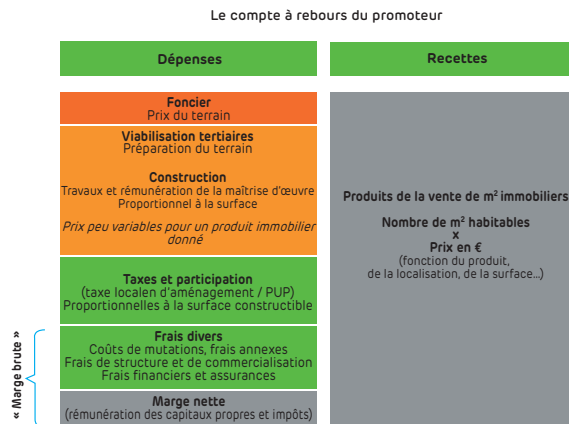 Le compte à rebours du promoteur
Dépenses
Recettes
Foncier
Prix du terrain
Viabilisation tertiaires
Préparation du terrain
Construction
Travaux et rémunération de la maîtrise d'œuvre
Proportionnel à la surface
Prix peu variables pour un produit immobilier
donné
Taxes et participation
(taxe localen d'aménagement / PUP)
Proportionnelles à la surface constructible
« Marge brute »
Frais divers
Coûts de mutations, frais annexes
Frais de structure et de commercialisation
Frais financiers et assurances
Marge nette
(rémunération des capitaux propres et impôts)
Produits de la vente de m² immobiliers
Nombre de m² habitables
x
Prix en €
(fonction du produit,
de la localisation, de la surface...)